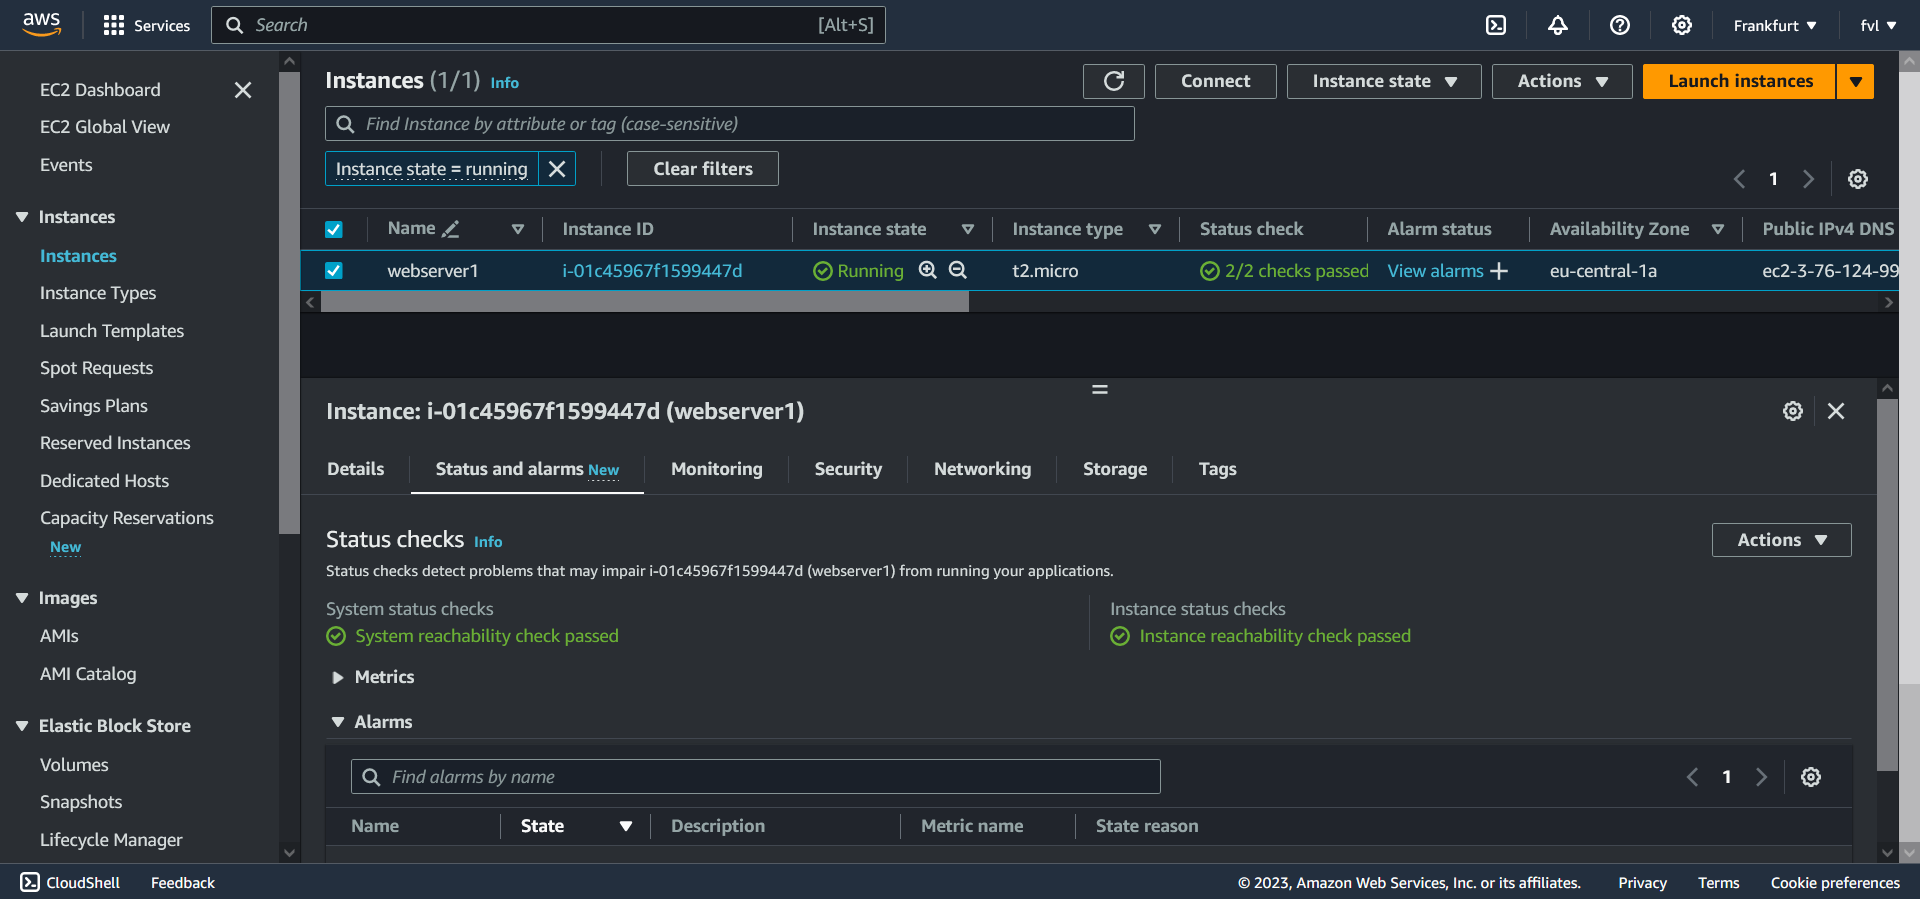 aws
Services
Search
[Alt+S]
Frankfurt
fvl
EC2 Dashboard
EC2 Global View
Events
Instances
Instances
Instance Types
Launch Templates
Spot Requests
Savings Plans
Reserved Instances
Dedicated Hosts
Capacity Reservations
New
Images
AMIs
AMI Catalog
Elastic Block Store
Volumes
Snapshots
Lifecycle Manager
Instances (1/1) Info
Connect
Instance state
Actions
Launch instances
Find Instance by attribute or tag (case-sensitive)
Instance state = running
Clear filters
1
Name
Instance ID
Instance state
Instance type
Status check
Alarm status
Availability Zone
Public IPv4 DNS
webserver1
i-01c45967f1599447d
Running
t2.micro
2/2 checks passed
View alarms
eu-central-1a
ec2-3-76-124-99
Instance: i-01c45967f1599447d (webserver1)
Details
Status and alarms New
Monitoring
Security
Networking
Storage
Tags
Status checks Info
Actions
Status checks detect problems that may impair i-01c45967f1599447d (webserver1) from running your applications.
System status checks
System reachability check passed
Instance status checks
Instance reachability check passed
Metrics
Alarms
Find alarms by name
1
Name
State
Description
Metric name
State reason
CloudShell
Feedback
© 2023, Amazon Web Services, Inc. or its affiliates.
Privacy
Terms
Cookie preferences